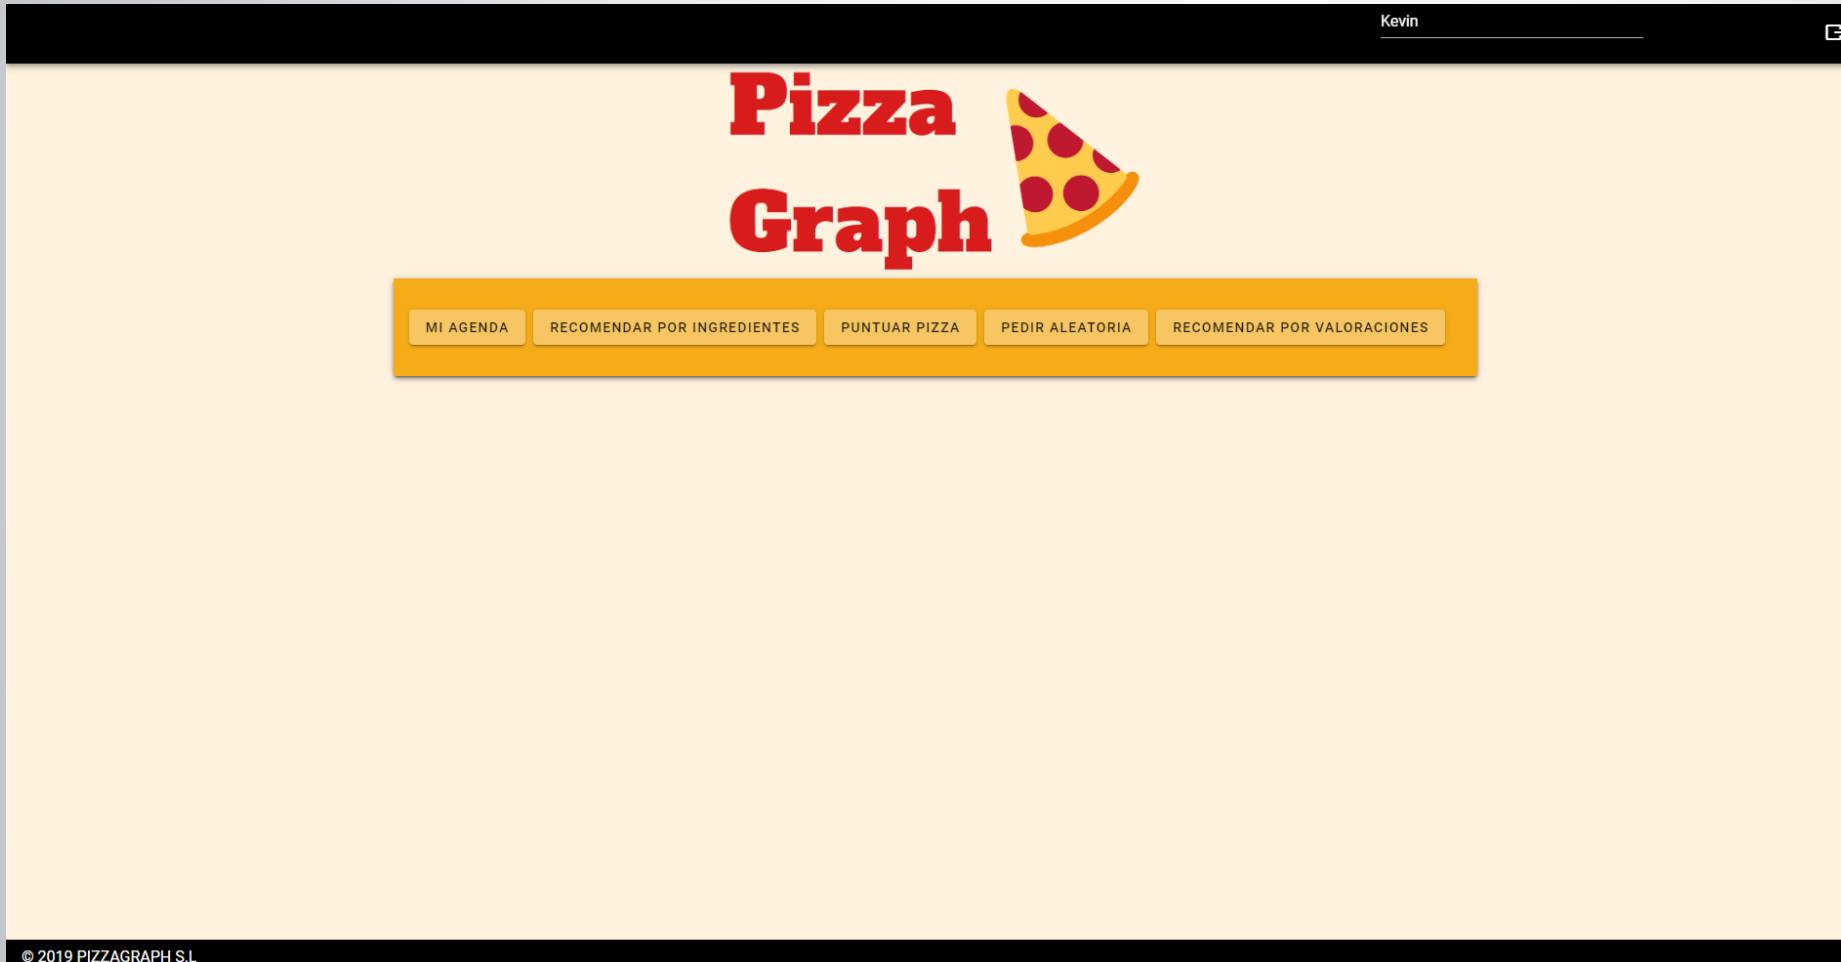 Kevin
Pizza
Graph
MI AGENDA
RECOMENDAR POR INGREDIENTES
PUNTUAR PIZZA
PEDIR ALEATORIA
RECOMENDAR POR VALORACIONES
© 2019 PIZZAGRAPH S.L